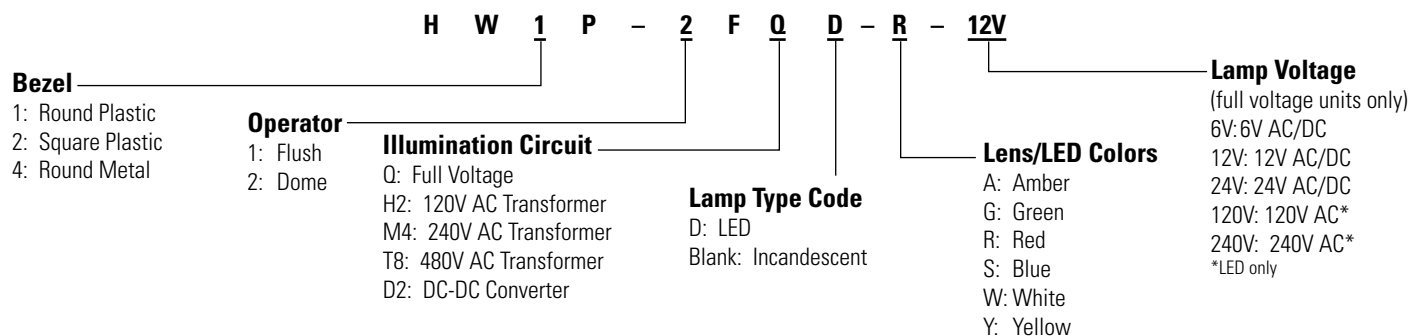 H W 1 P – 2 F Q D – R – 12V
Bezel
1: Round Plastic
2: Square Plastic
4: Round Metal
Operator
1: Flush
2: Dome
Illumination Circuit
Q: Full Voltage
H2: 120V AC Transformer
M4: 240V AC Transformer
T8: 480V AC Transformer
D2: DC-DC Converter
Lamp Type Code
D: LED
Blank: Incandescent
Lens/LED Colors
A: Amber
G: Green
R: Red
S: Blue
W: White
Y: Yellow
Lamp Voltage
(full voltage units only)
6V: 6V AC/DC
12V: 12V AC/DC
24V: 24V AC/DC
120V: 120V AC*
240V: 240V AC*
*LED only